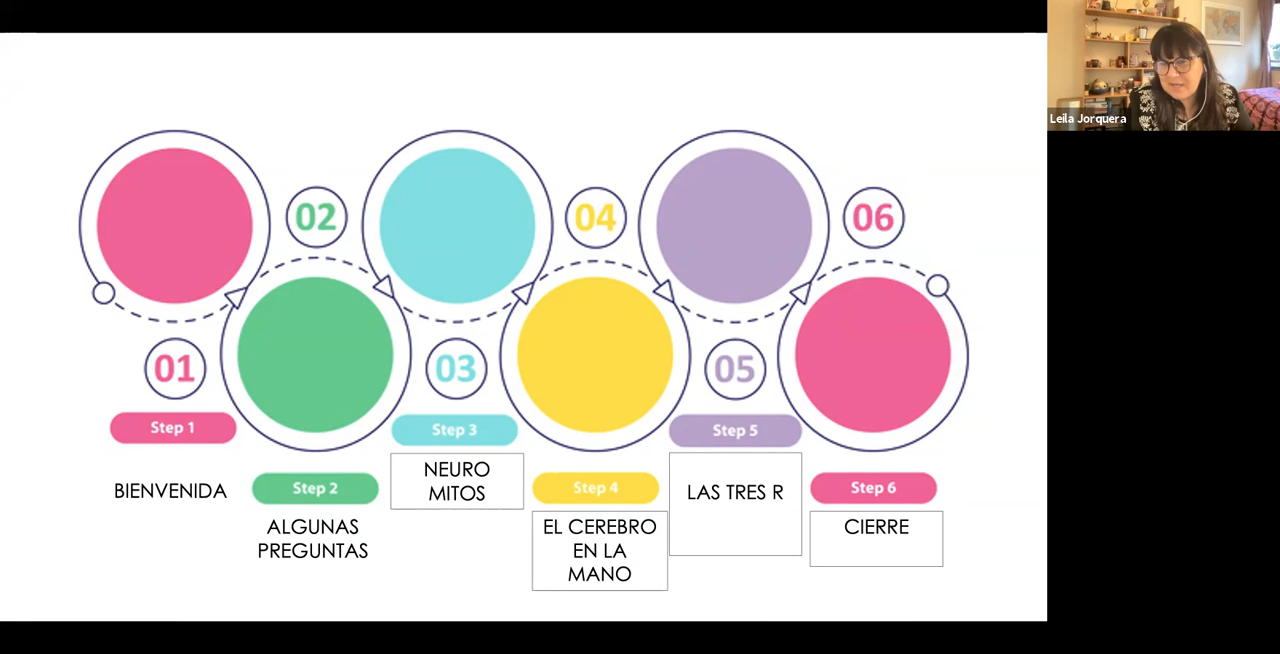 Leila Jorquera
02
04
06
01
03
05
Step 1
Step 3
Step 5
BIENVENIDA
Step 2
NEURO
MITOS
Step 4
LAS TRES R
Step 6
ALGUNAS
PREGUNTAS
EL CEREBRO
EN LA
MANO
CIERRE